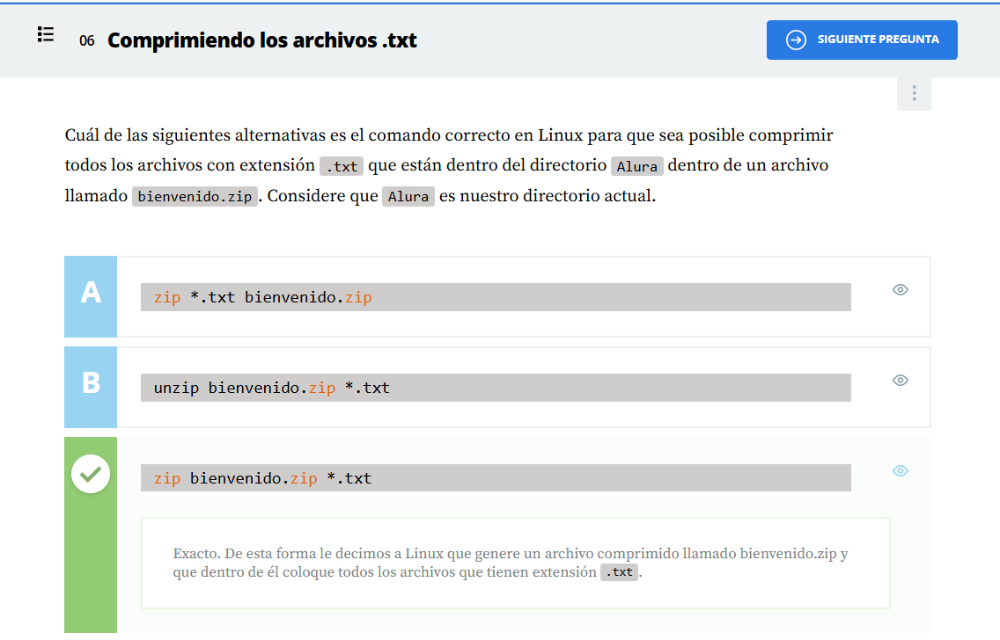 06 Comprimiendo los archivos .txt
SIGUIENTE PREGUNTA
Cuál de las siguientes alternativas es el comando correcto en Linux para que sea posible comprimir
todos los archivos con extensión .txt que están dentro del directorio Alura dentro de un archivo
llamado bienvenido.zip. Considere que Alura es nuestro directorio actual.
A
zip *.txt bienvenido.zip
B
unzip bienvenido.zip *.txt
zip bienvenido.zip *.txt
Exacto. De esta forma le decimos a Linux que genere un archivo comprimido llamado bienvenido.zip y
que dentro de él coloque todos los archivos que tienen extensión .txt.